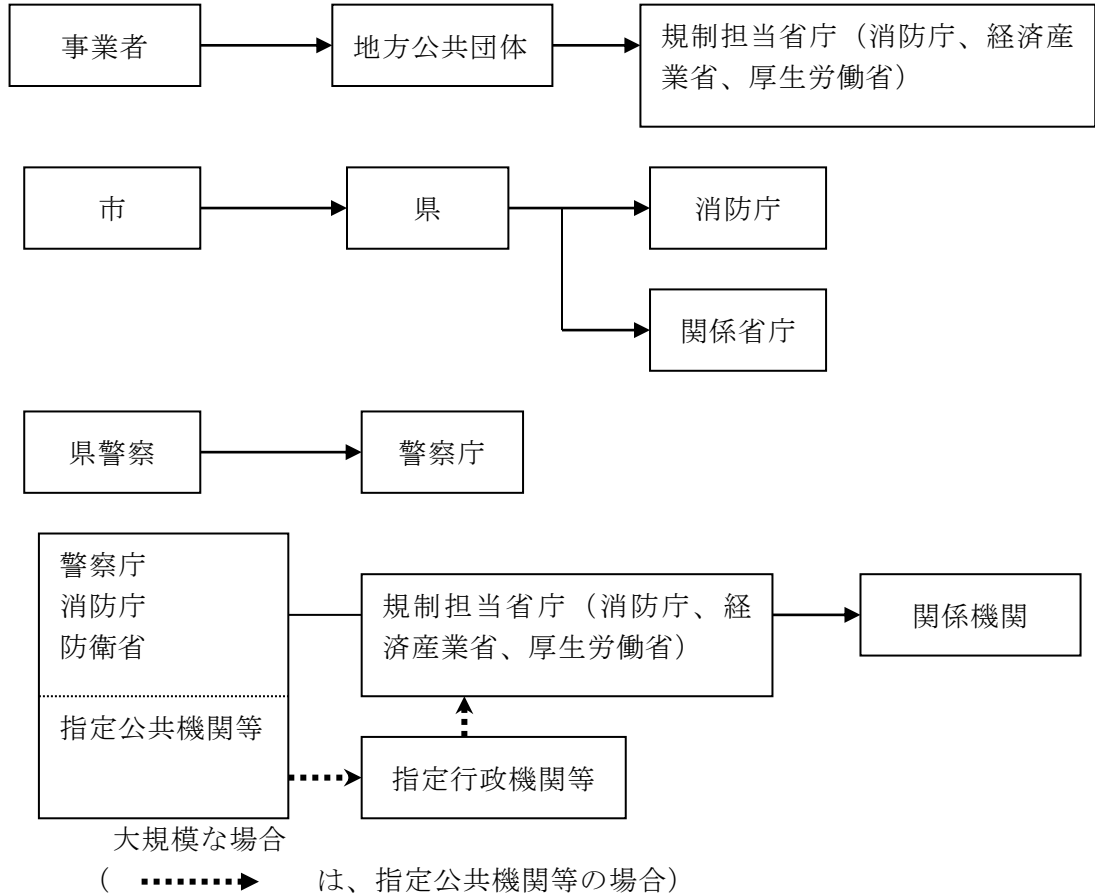 事業者
地方公共団体
規制担当省庁（消防庁、経済産
業省、厚生労働省）
市
県
消防庁
関係省庁
県警察
警察庁
警察庁
消防庁
防衛省
指定公共機関等
規制担当省庁（消防庁、経
済産業省、厚生労働省）
関係機関
指定行政機関等
大規模な場合
（　　　　は、指定公共機関等の場合）